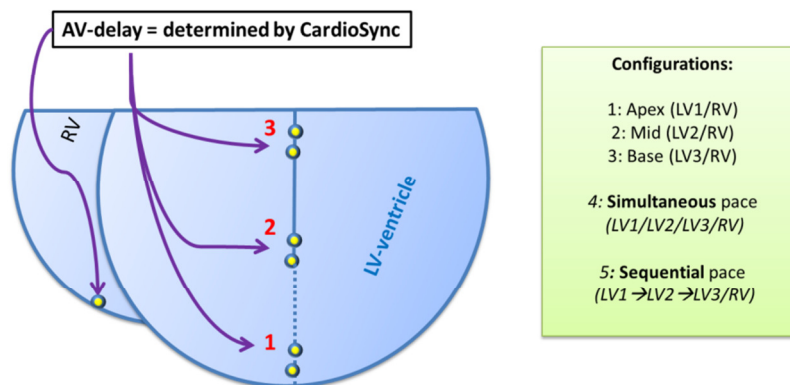 AV-delay = determined by CardioSync
RV
3
2
1
LV-ventricle
Configurations:
1: Apex (LV1/RV)
2: Mid (LV2/RV)
3: Base (LV3/RV)
4: Simultaneous pace
(LV1/LV2/LV3/RV)
5: Sequential pace
(LV1→LV2→LV3/RV)